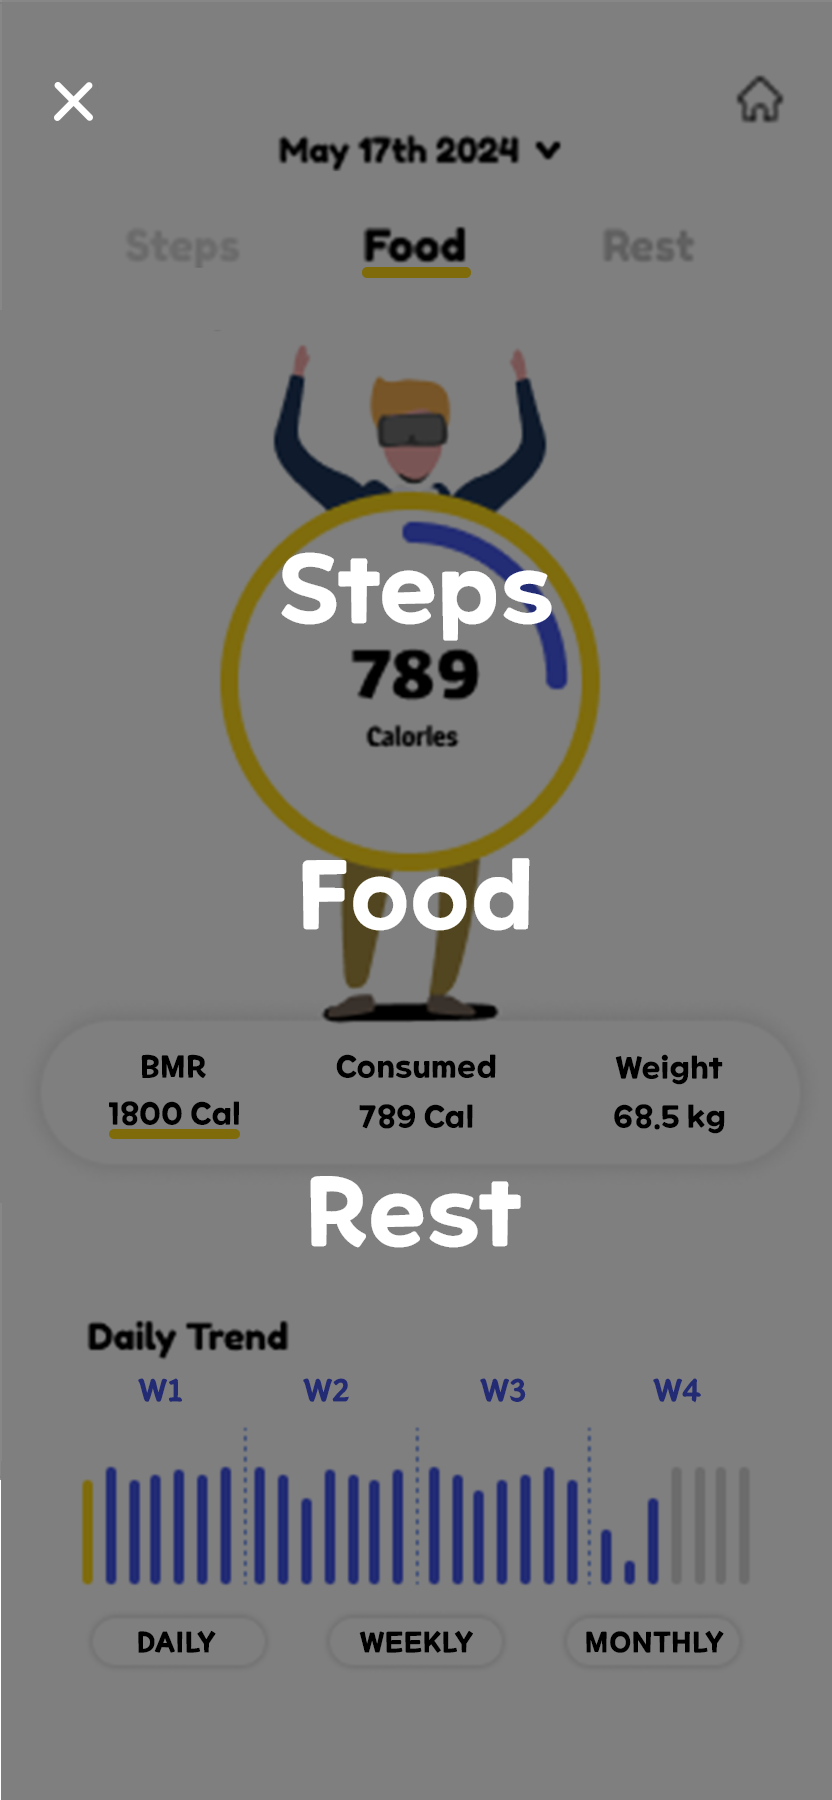 May 17th 2024
Steps Food Rest
Steps
789
Calories
Food
BMR Consumed Weight
1800 Cal 789 Cal 68.5 kg
Rest
Daily Trend
W1 W2 W3 W4
DAILY WEEKLY MONTHLY